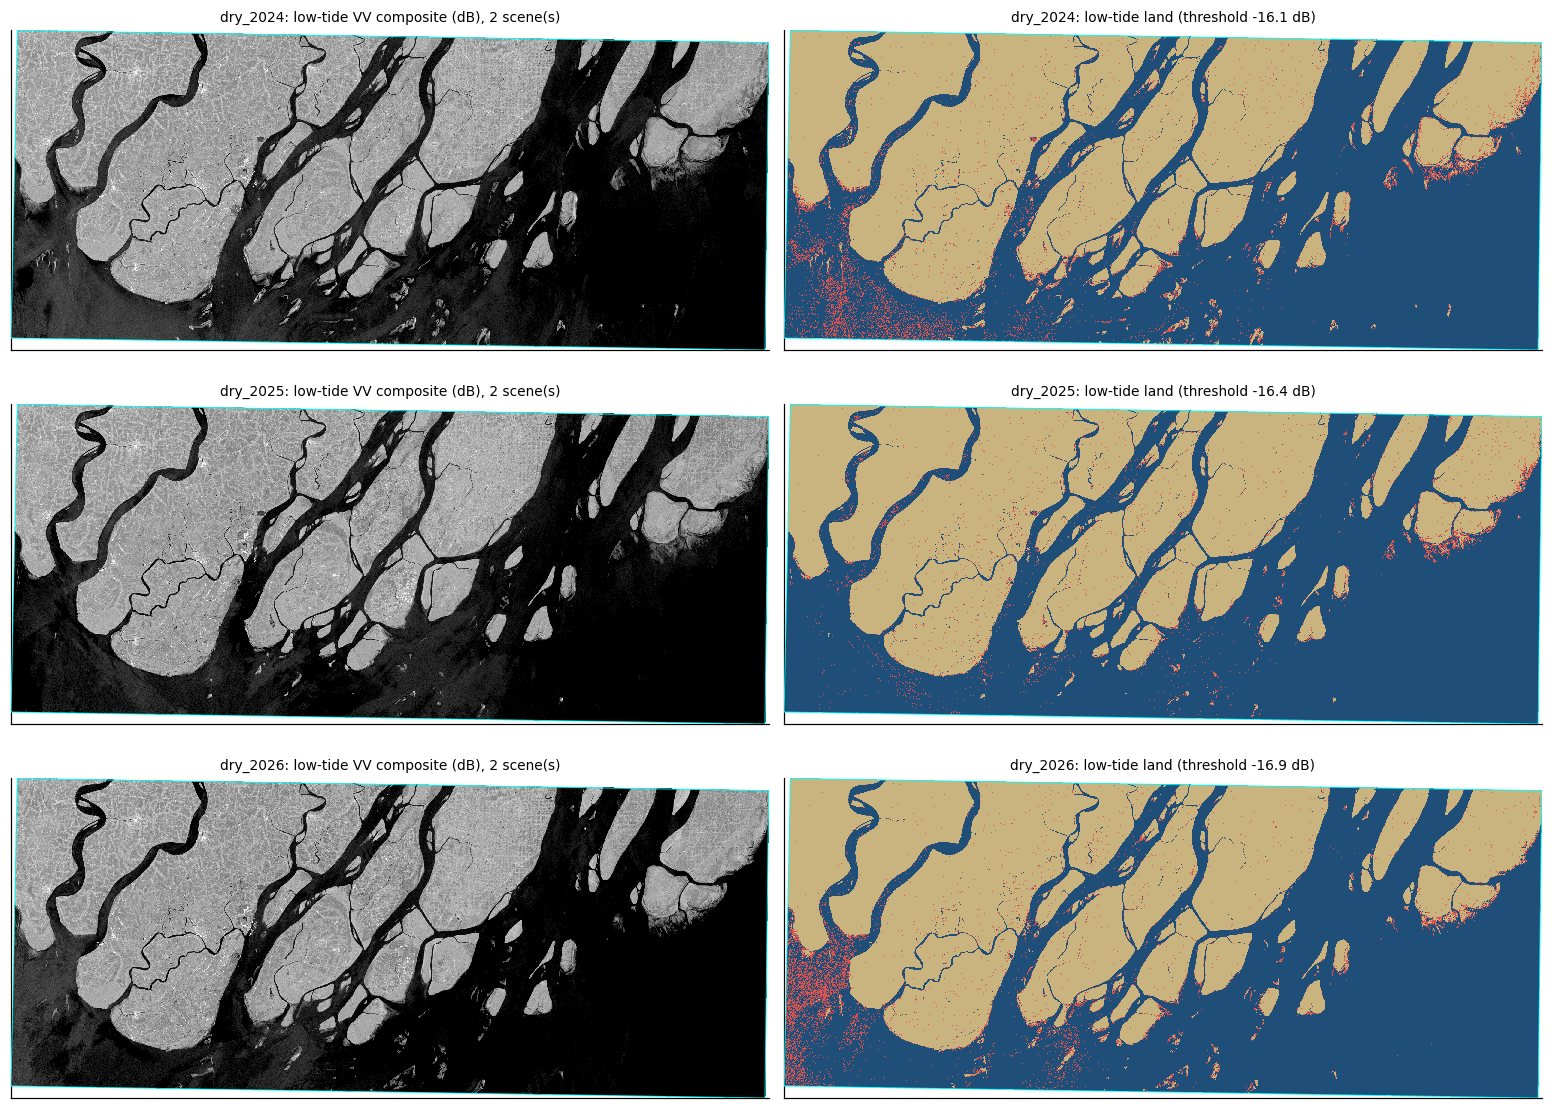 dry_2024: low-tide VV composite (dB), 2 scene(s)
dry_2024: low-tide land (threshold -16.1 dB)
dry_2025: low-tide VV composite (dB), 2 scene(s)
dry_2025: low-tide land (threshold -16.4 dB)
dry_2026: low-tide VV composite (dB), 2 scene(s)
dry_2026: low-tide land (threshold -16.9 dB)